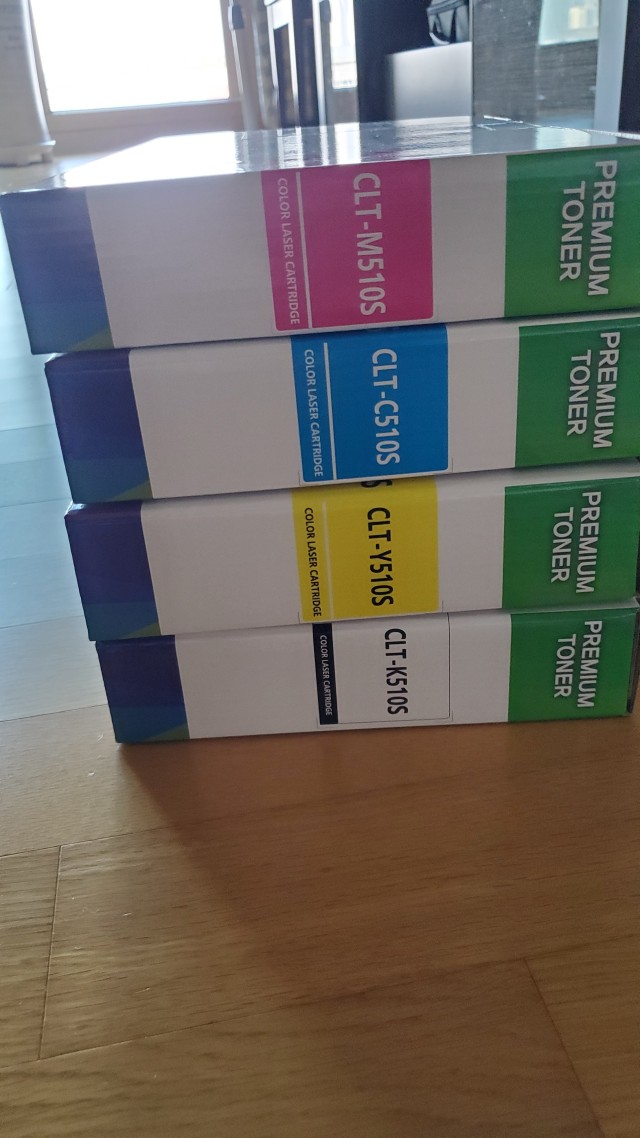 CLT-M510S
COLOR LASER CARTRIDGE
PREMIUM
TONER
CLT-C510S
COLOR LASER CARTRIDGE
PREMIUM
TONER
S
CLT-Y510S
COLOR LASER CARTRIDGE
PREMIUM
TONER
CLT-K510S
COLOR LASER CARTRIDGE
PREMIUM
TONER